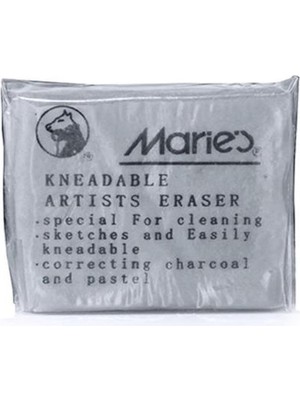 Marie's
KNEADABLE
ARTISTS ERASER
·special For cleaning
·sketches and Easily
kneadable
·correcting charcoal
and pastel